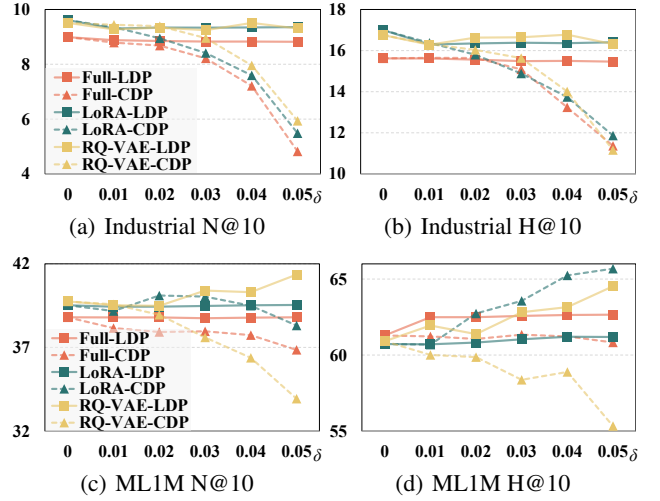 10
8
6
4
Full-LDP
Full-CDP
LoRA-LDP
LoRA-CDP
RQ-VAE-LDP
RQ-VAE-CDP
0 0.01 0.02 0.03 0.04 0.05 δ
(a) Industrial N@10
18
16
14
12
10
0 0.01 0.02 0.03 0.04 0.05 δ
(b) Industrial H@10
42
37
32
Full-LDP
Full-CDP
LoRA-LDP
LoRA-CDP
RQ-VAE-LDP
RQ-VAE-CDP
0 0.01 0.02 0.03 0.04 0.05 δ
(c) ML1M N@10
65
60
55
0 0.01 0.02 0.03 0.04 0.05 δ
(d) ML1M H@10